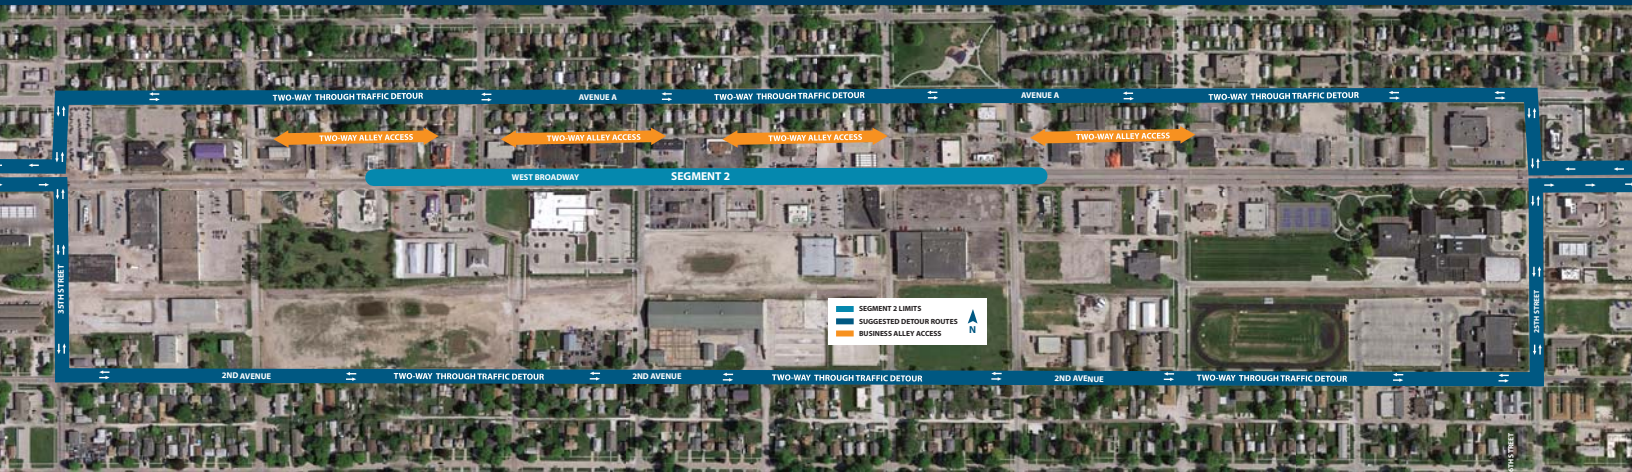 TWO-WAY THROUGH TRAFFIC DETOUR
AVENUE A
TWO-WAY THROUGH TRAFFIC DETOUR
AVENUE A
TWO-WAY THROUGH TRAFFIC DETOUR
TWO-WAY ALLEY ACCESS
TWO-WAY ALLEY ACCESS
TWO-WAY ALLEY ACCESS
TWO-WAY ALLEY ACCESS
WEST BROADWAY
SEGMENT 2
35TH STREET
25TH STREET
SEGMENT 2 LIMITS
SUGGESTED DETOUR ROUTES
BUSINESS ALLEY ACCESS
N
2ND AVENUE
TWO-WAY THROUGH TRAFFIC DETOUR
2ND AVENUE
TWO-WAY THROUGH TRAFFIC DETOUR
2ND AVENUE
TWO-WAY THROUGH TRAFFIC DETOUR
STREET